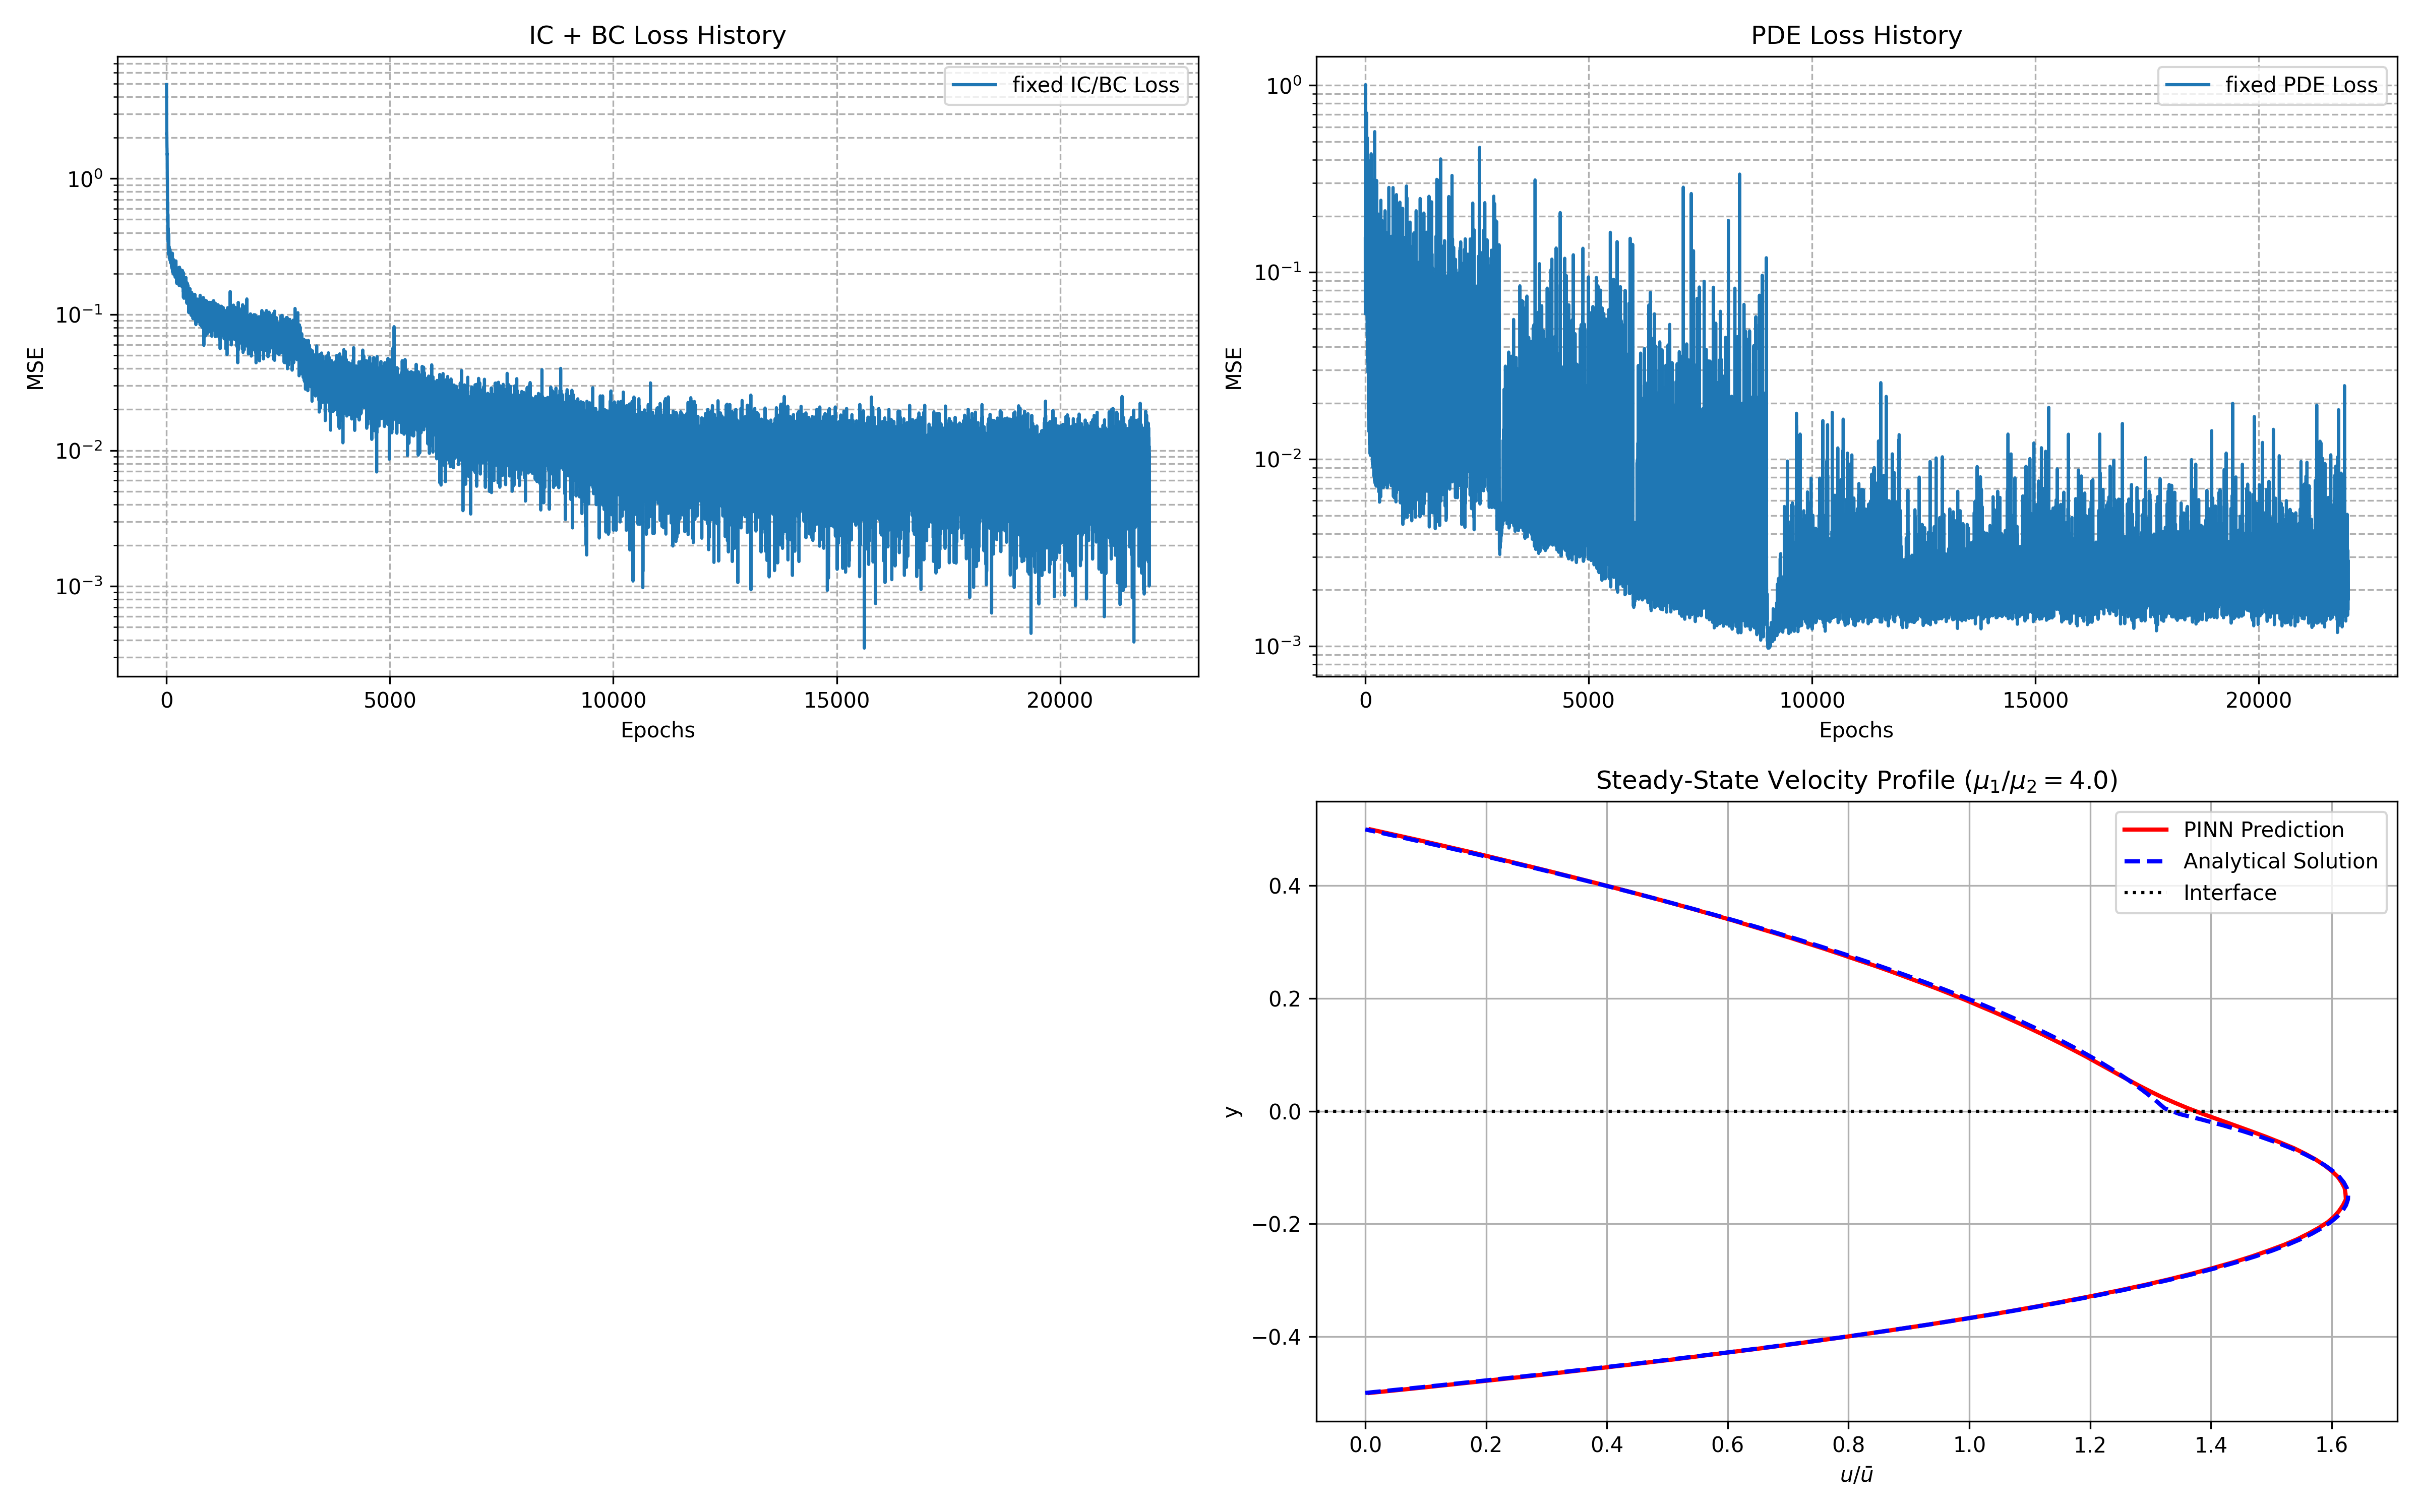 IC + BC Loss History
fixed IC/BC Loss
MSE
10⁰
10⁻¹
10⁻²
10⁻³
0 5000 10000 15000 20000
Epochs
PDE Loss History
fixed PDE Loss
MSE
10⁰
10⁻¹
10⁻²
10⁻³
0 5000 10000 15000 20000
Epochs
Steady-State Velocity Profile (μ₁/μ₂ = 4.0)
PINN Prediction
Analytical Solution
Interface
y
0.4
0.2
0.0
−0.2
−0.4
0.0 0.2 0.4 0.6 0.8 1.0 1.2 1.4 1.6
u/ū